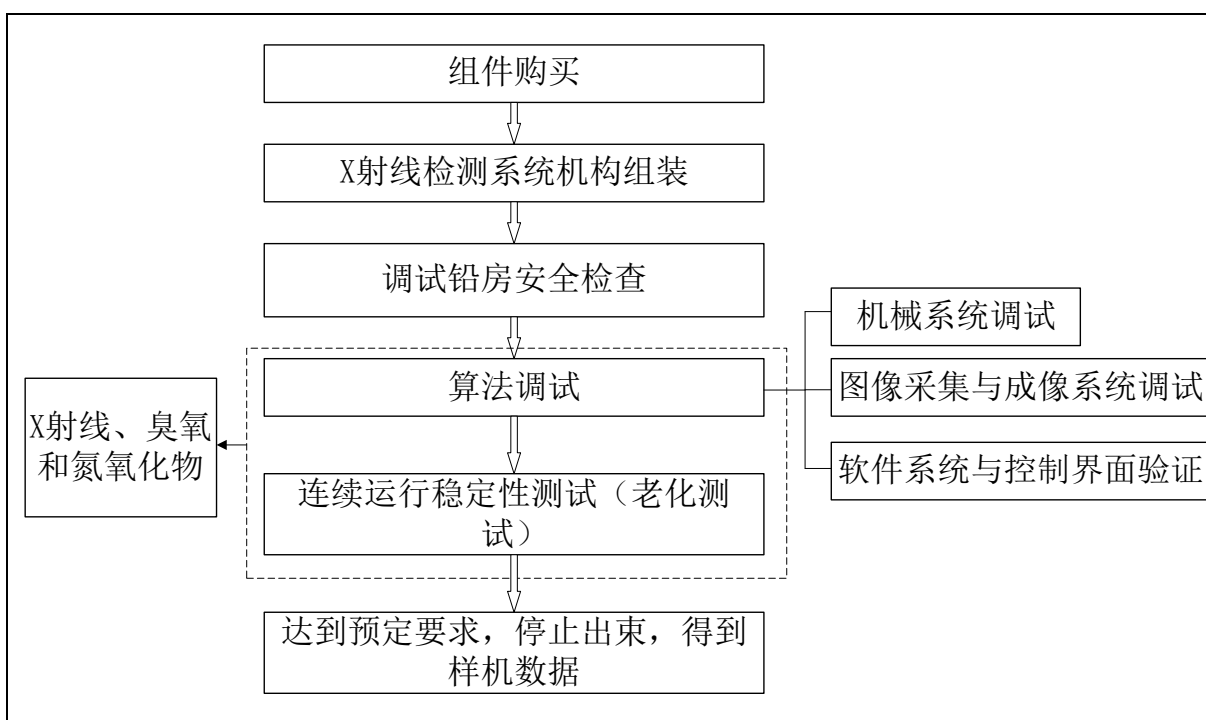 组件购买
X射线检测系统机构组装
调试铅房安全检查
机械系统调试
算法调试
图像采集与成像系统调试
X射线、臭氧
和氮氧化物
软件系统与控制界面验证
连续运行稳定性测试（老化测
试）
达到预定要求，停止出束，得到
样机数据